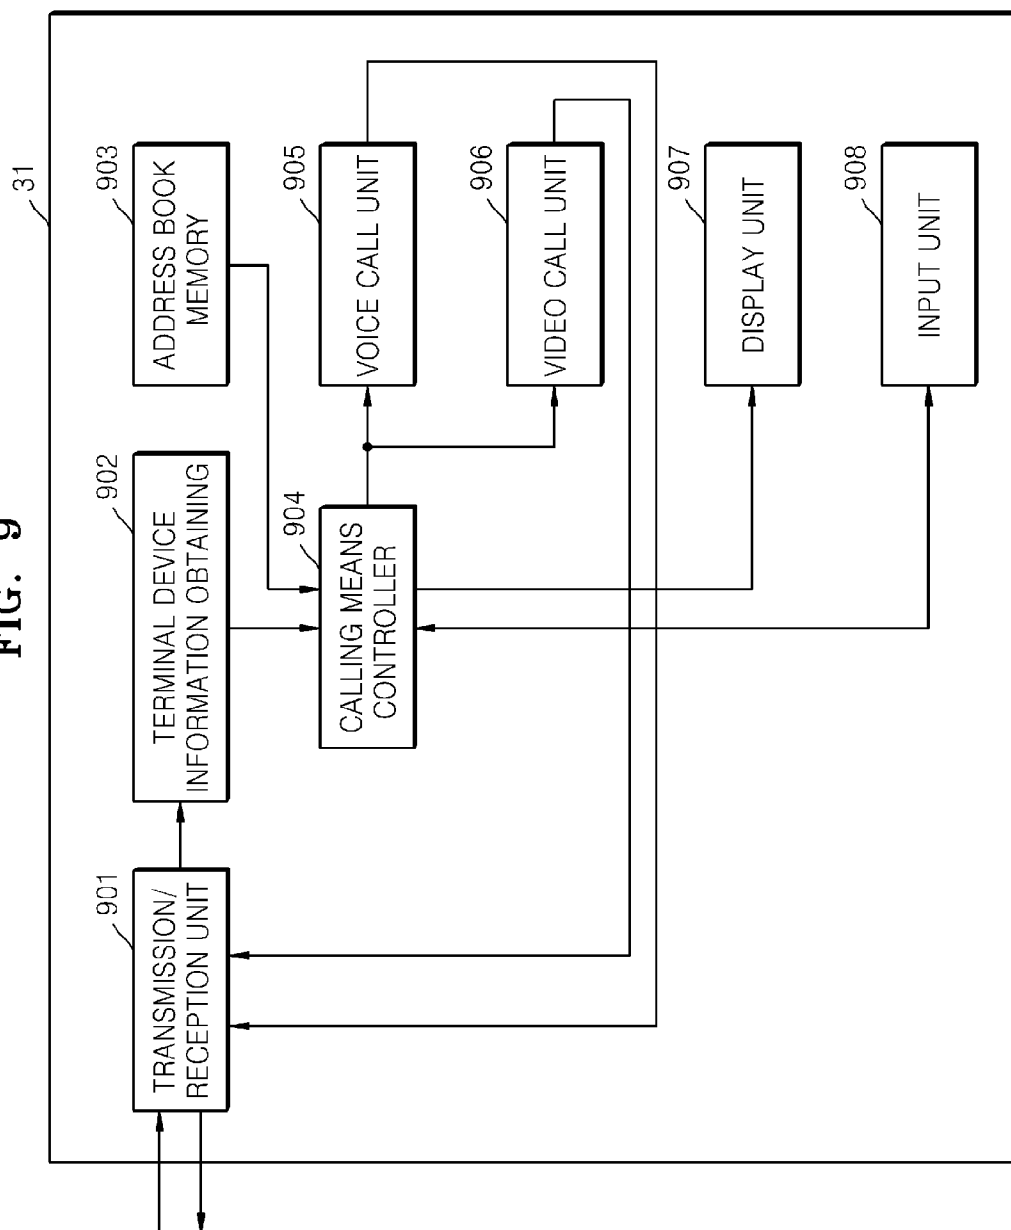 FIG. 9
31
901
TRANSMISSION/
RECEPTION UNIT
902
TERMINAL DEVICE
INFORMATION OBTAINING
903
ADDRESS BOOK
MEMORY
904
CALLING MEANS
CONTROLLER
905
VOICE CALL UNIT
906
VIDEO CALL UNIT
907
DISPLAY UNIT
908
INPUT UNIT